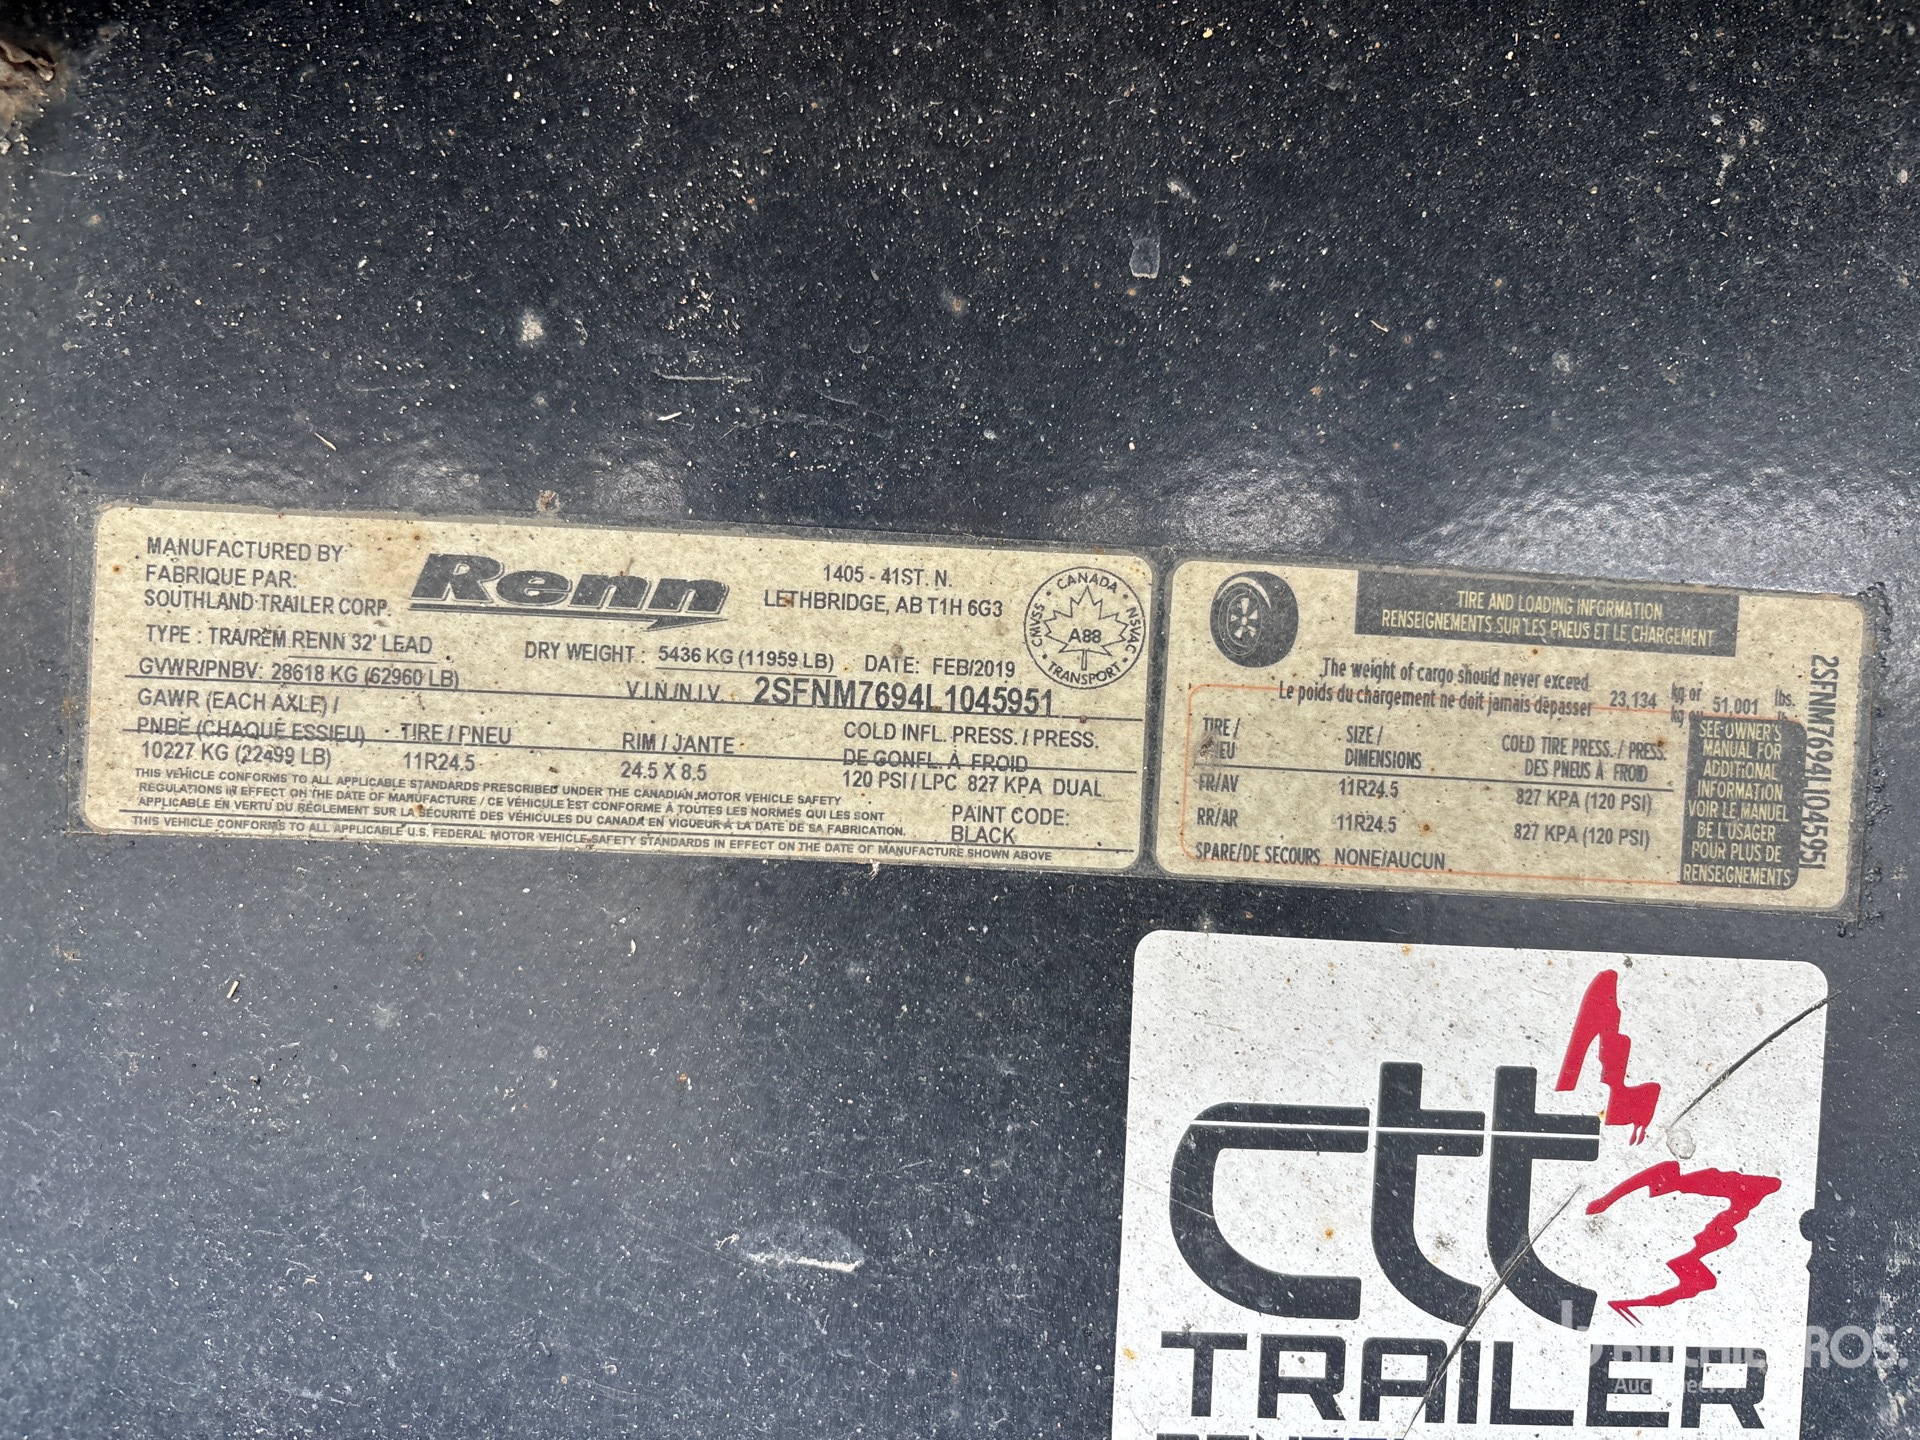 MANUFACTURED BY
FABRIQUE PAR:
SOUTHLAND TRAILER CORP.
Renn
1405 - 41ST. N.
LETHBRIDGE, AB T1H 6G3
CANADA
CMVSS
NSVAC
A88
TRANSPORT
TYPE : TRA/REM RENN 32' LEAD
DRY WEIGHT : 5436 KG (11959 LB) DATE: FEB/2019
GVWR/PNBV: 28618 KG (62960 LB)
V.I.N./N.I.V. 2SFNM7694L1045951
GAWR (EACH AXLE) /
PNBE (CHAQUE ESSIEU) TIRE / PNEU RIM / JANTE COLD INFL. PRESS. / PRESS.
DE GONFL. À FROID
10227 KG (22499 LB) 11R24.5 24.5 X 8.5 120 PSI / LPC 827 KPA DUAL
THIS VEHICLE CONFORMS TO ALL APPLICABLE STANDARDS PRESCRIBED UNDER THE CANADIAN MOTOR VEHICLE SAFETY
REGULATIONS IN EFFECT ON THE DATE OF MANUFACTURE / CE VÉHICULE EST CONFORME À TOUTES LES NORMES QUI LES SONT
APPLICABLE EN VERTU DU RÈGLEMENT SUR LA SÉCURITÉ DES VÉHICULES DU CANADA EN VIGUEUR À LA DATE DE SA FABRICATION.
THIS VEHICLE CONFORMS TO ALL APPLICABLE U.S. FEDERAL MOTOR VEHICLE SAFETY STANDARDS IN EFFECT ON THE DATE OF MANUFACTURE SHOWN ABOVE
PAINT CODE:
BLACK
TIRE AND LOADING INFORMATION
RENSEIGNEMENTS SUR LES PNEUS ET LE CHARGEMENT
The weight of cargo should never exceed
Le poids du chargement ne doit jamais dépasser 23,134 kg or 51,001 lbs.
TIRE / SIZE / COLD TIRE PRESS. / PRESS.
DIMENSIONS DES PNEUS À FROID
FR/AV 11R24.5 827 KPA (120 PSI)
RR/AR 11R24.5 827 KPA (120 PSI)
SPARE/DE SECOURS NONE/AUCUN
SEE OWNER'S
MANUAL FOR
ADDITIONAL
INFORMATION
VOIR LE MANUEL
DE L'USAGER
POUR PLUS DE
RENSEIGNEMENTS
2SFNM7694L1045951
ctt
TRAILER